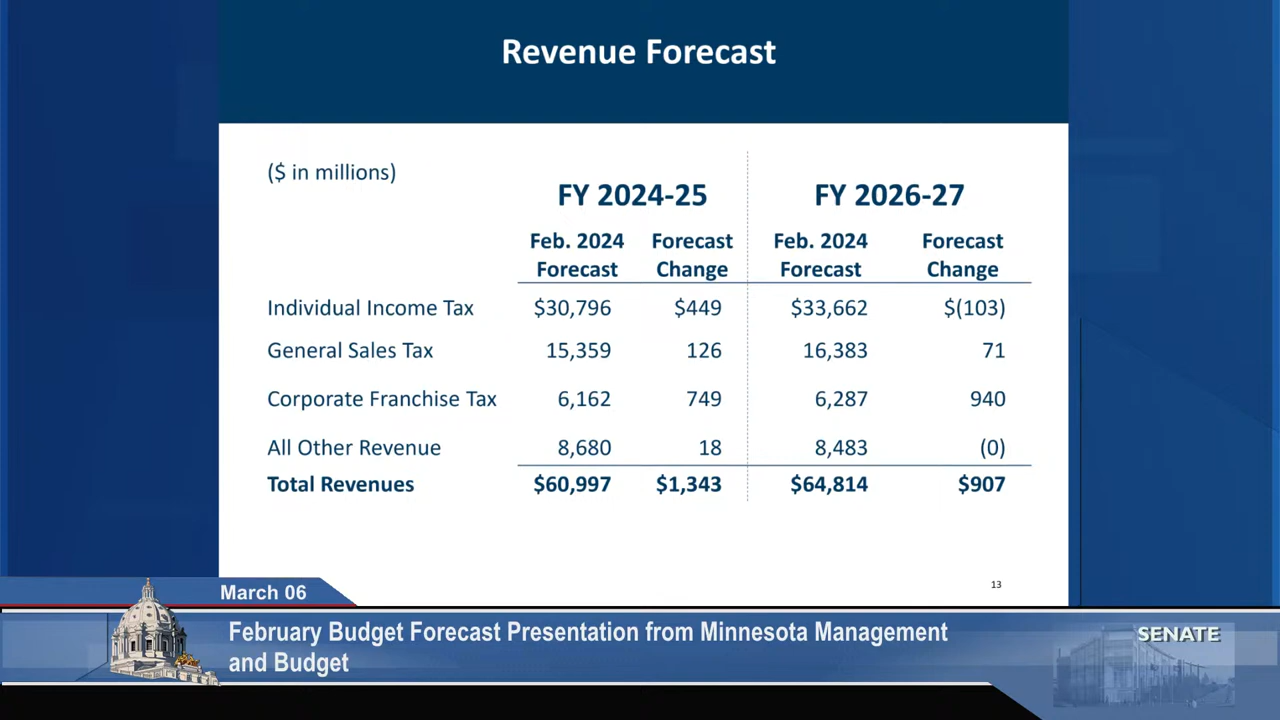 Revenue Forecast
($ in millions)
FY 2024-25 FY 2026-27
Feb. 2024 Forecast Feb. 2024 Forecast
Forecast Change Forecast Change
Individual Income Tax $30,796 $449 $33,662 $(103)
General Sales Tax 15,359 126 16,383 71
Corporate Franchise Tax 6,162 749 6,287 940
All Other Revenue 8,680 18 8,483 (0)
Total Revenues $60,997 $1,343 $64,814 $907
13
March 06
February Budget Forecast Presentation from Minnesota Management
and Budget
SENATE